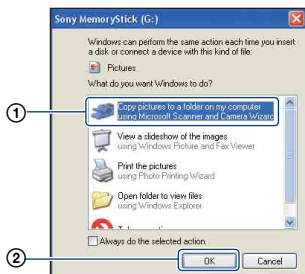 Sony MemoryStick (G:)
Windows can perform the same action each time you insert
a disk or connect a device with this kind of file:
Pictures
What do you want Windows to do?
① Copy pictures to a folder on my computer
using Microsoft Scanner and Camera Wizard
View a slideshow of the images
using Windows Picture and Fax Viewer
Print the pictures
using Photo Printing Wizard
Open folder to view files
using Windows Explorer
Always do the selected action.
② OK Cancel